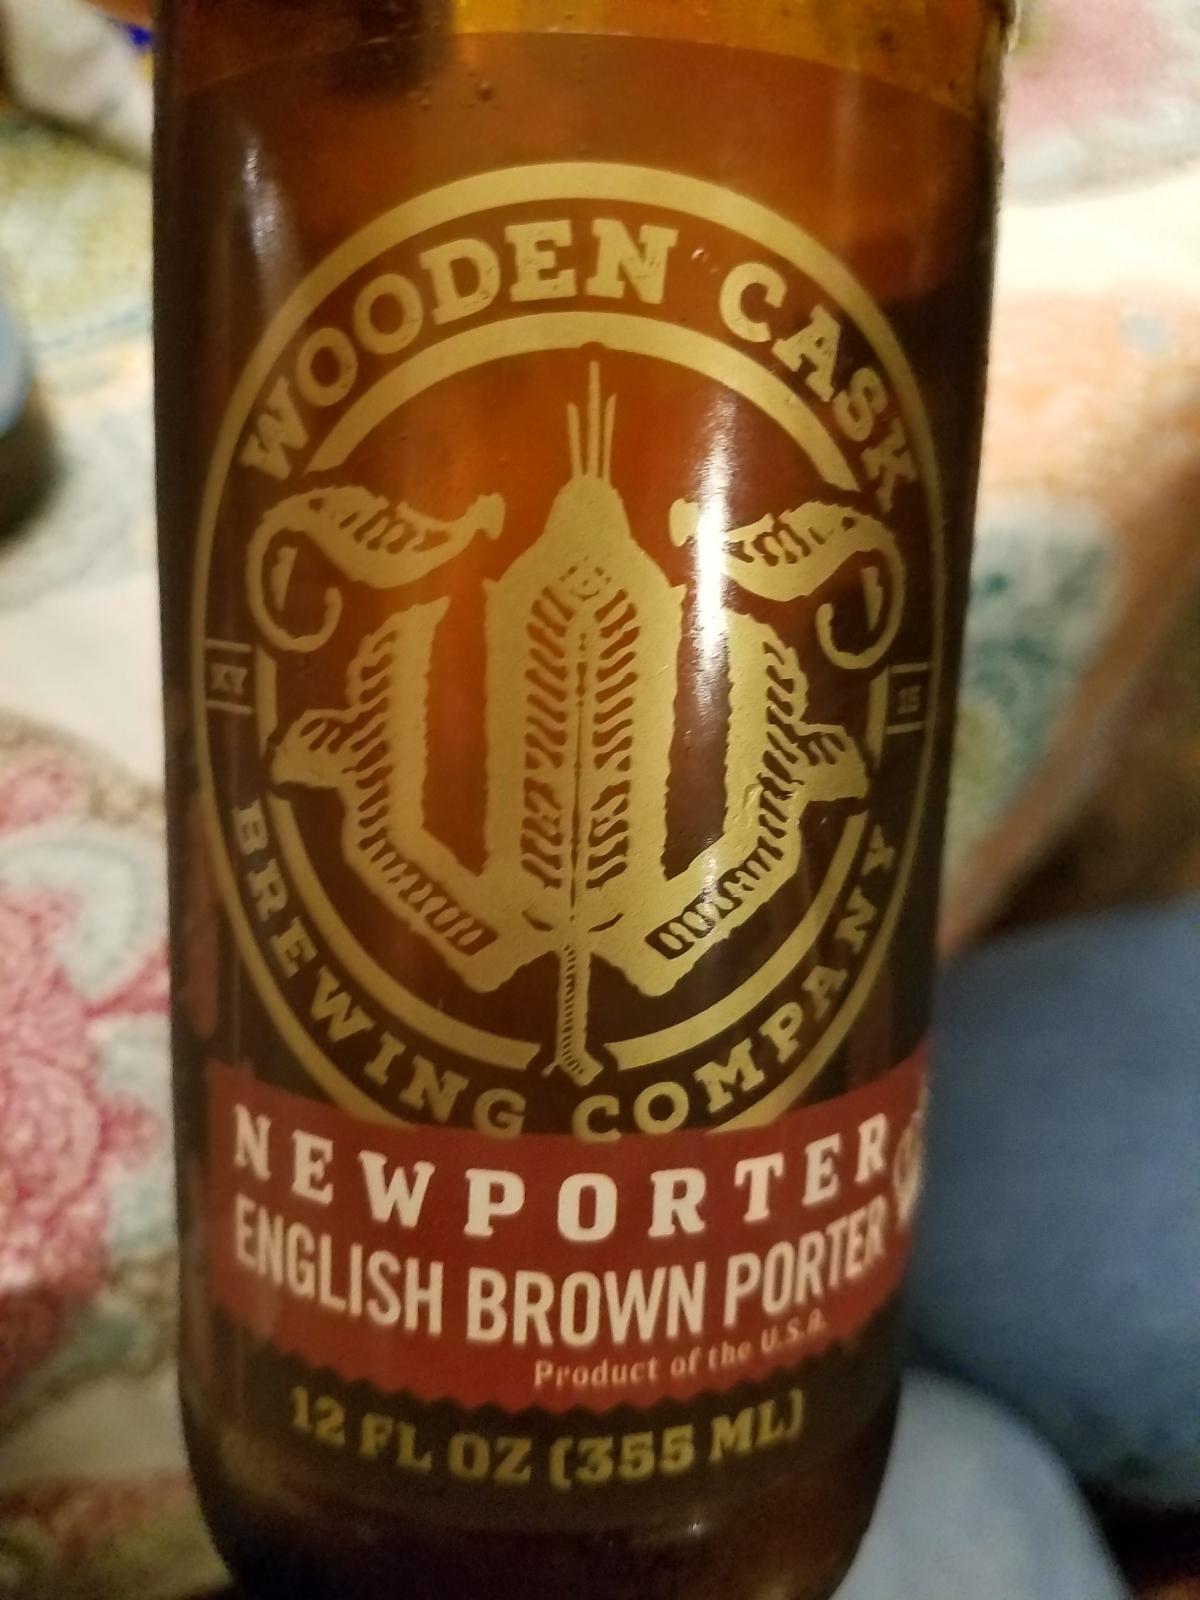 WOODEN CASK
KY
15
BREWING COMPANY
NEWPORTER
ENGLISH BROWN PORTER
Product of the U.S.A.
12 FL OZ (355 ML)